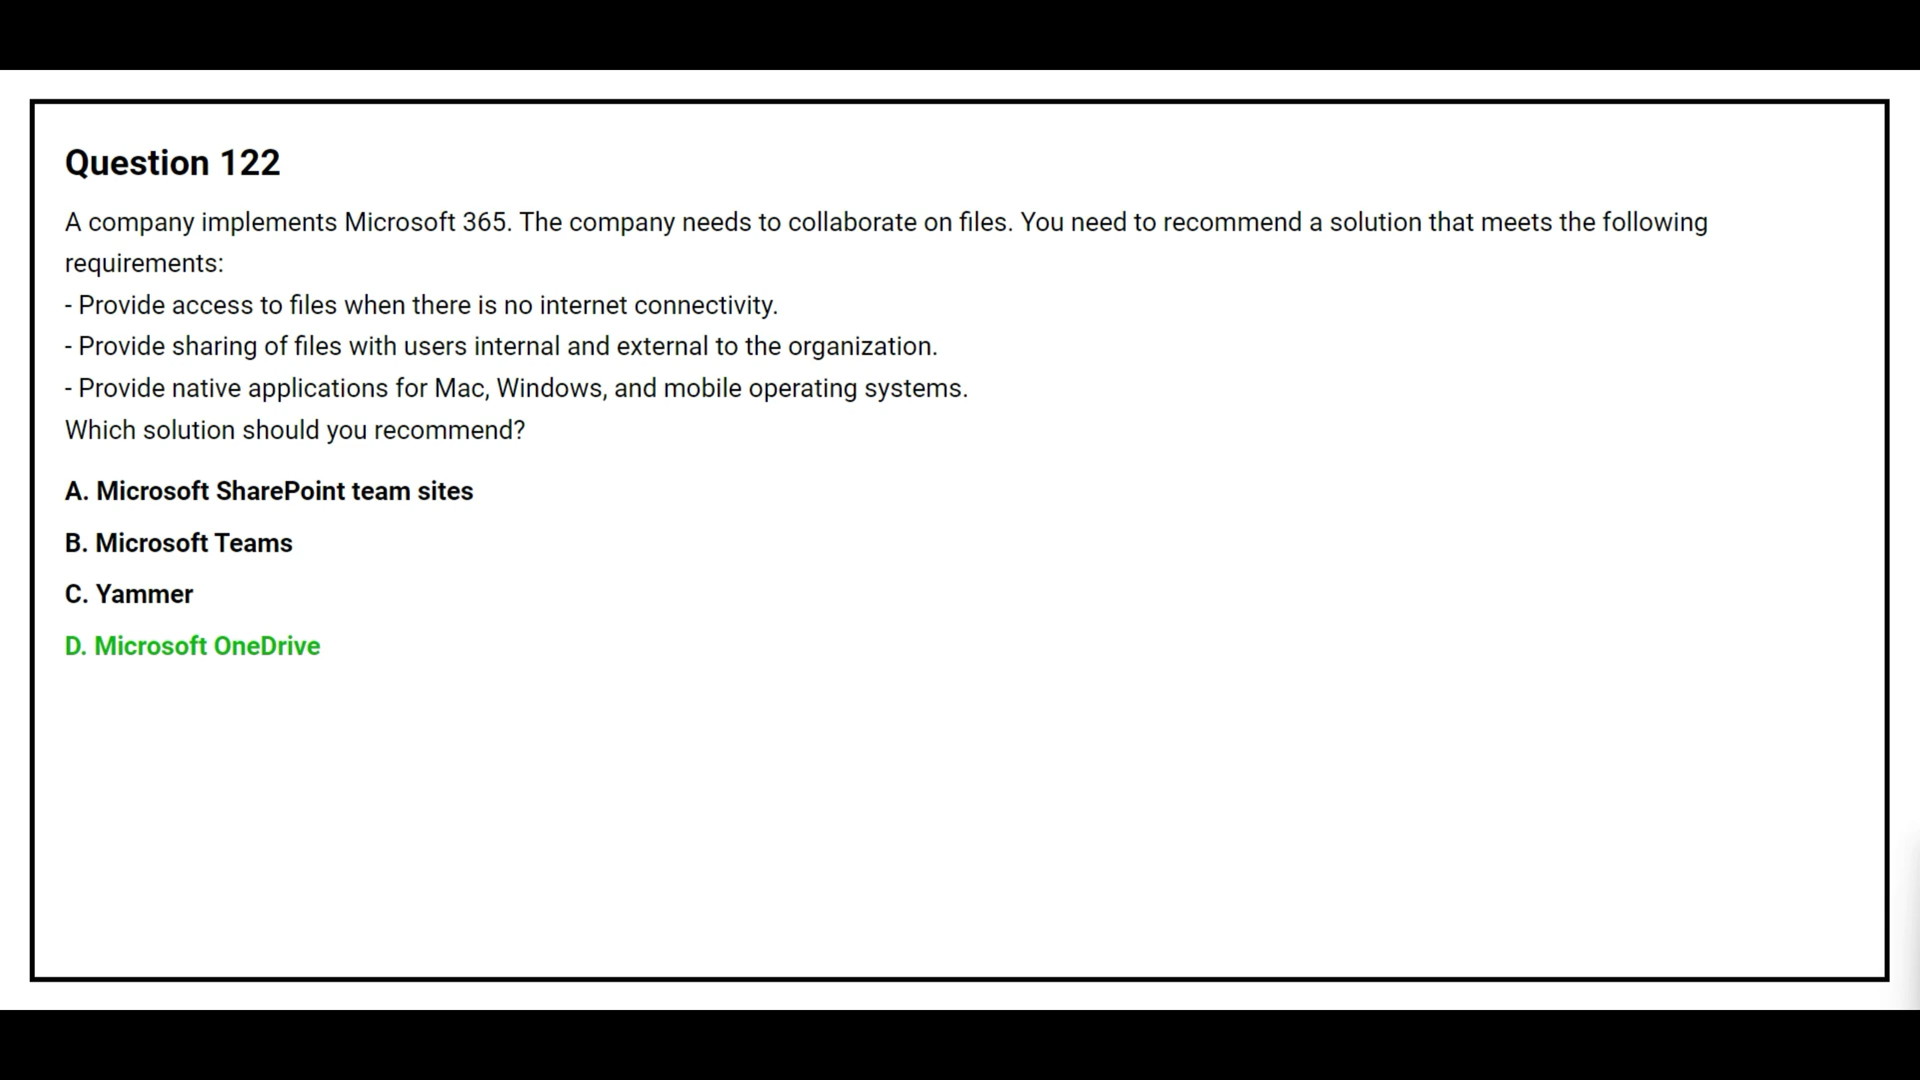 Question 122
A company implements Microsoft 365. The company needs to collaborate on files. You need to recommend a solution that meets the following
requirements:
- Provide access to files when there is no internet connectivity.
- Provide sharing of files with users internal and external to the organization.
- Provide native applications for Mac, Windows, and mobile operating systems.
Which solution should you recommend?
A. Microsoft SharePoint team sites
B. Microsoft Teams
C. Yammer
D. Microsoft OneDrive